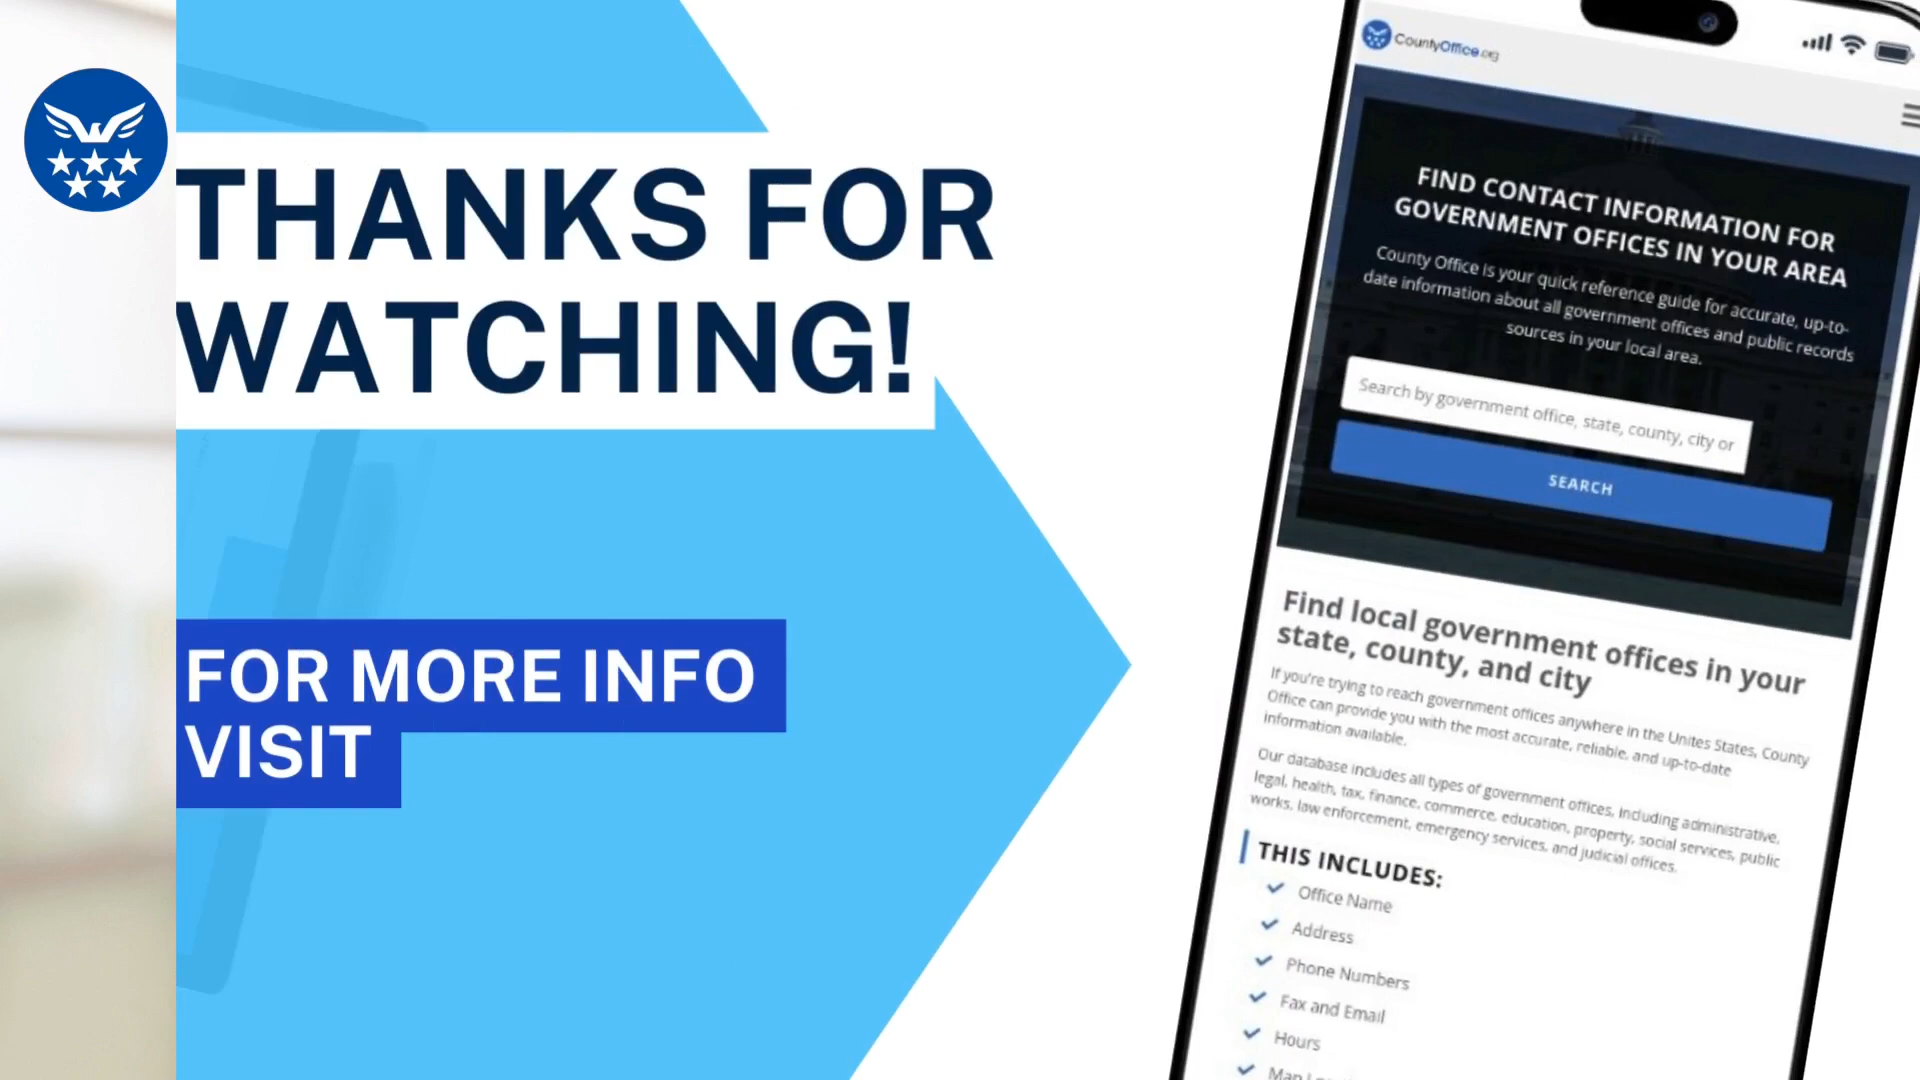 THANKS FOR
WATCHING!
FOR MORE INFO
VISIT
CountyOffice.org
FIND CONTACT INFORMATION FOR
GOVERNMENT OFFICES IN YOUR AREA
County Office is your quick reference guide for accurate, up-to-
date information about all government offices and public records
sources in your local area.
Search by government office, state, county, city or
SEARCH
Find local government offices in your
state, county, and city
If you're trying to reach government offices anywhere in the Unites States, County
Office can provide you with the most accurate, reliable, and up-to-date
information available.
Our database includes all types of government offices, including administrative,
legal, health, tax, finance, commerce, education, property, social services, public
works, law enforcement, emergency services, and judicial offices.
THIS INCLUDES:
Office Name
Address
Phone Numbers
Fax and Email
Hours
Map